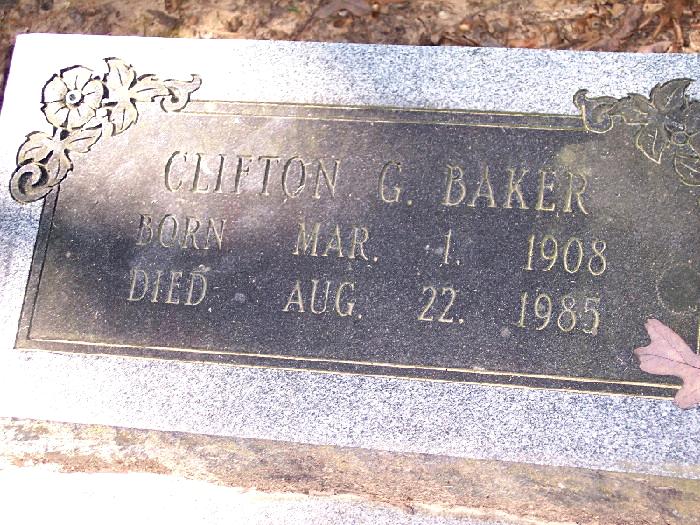 CLIFTON G. BAKER
BORN MAR. 1. 1908
DIED AUG. 22. 1985